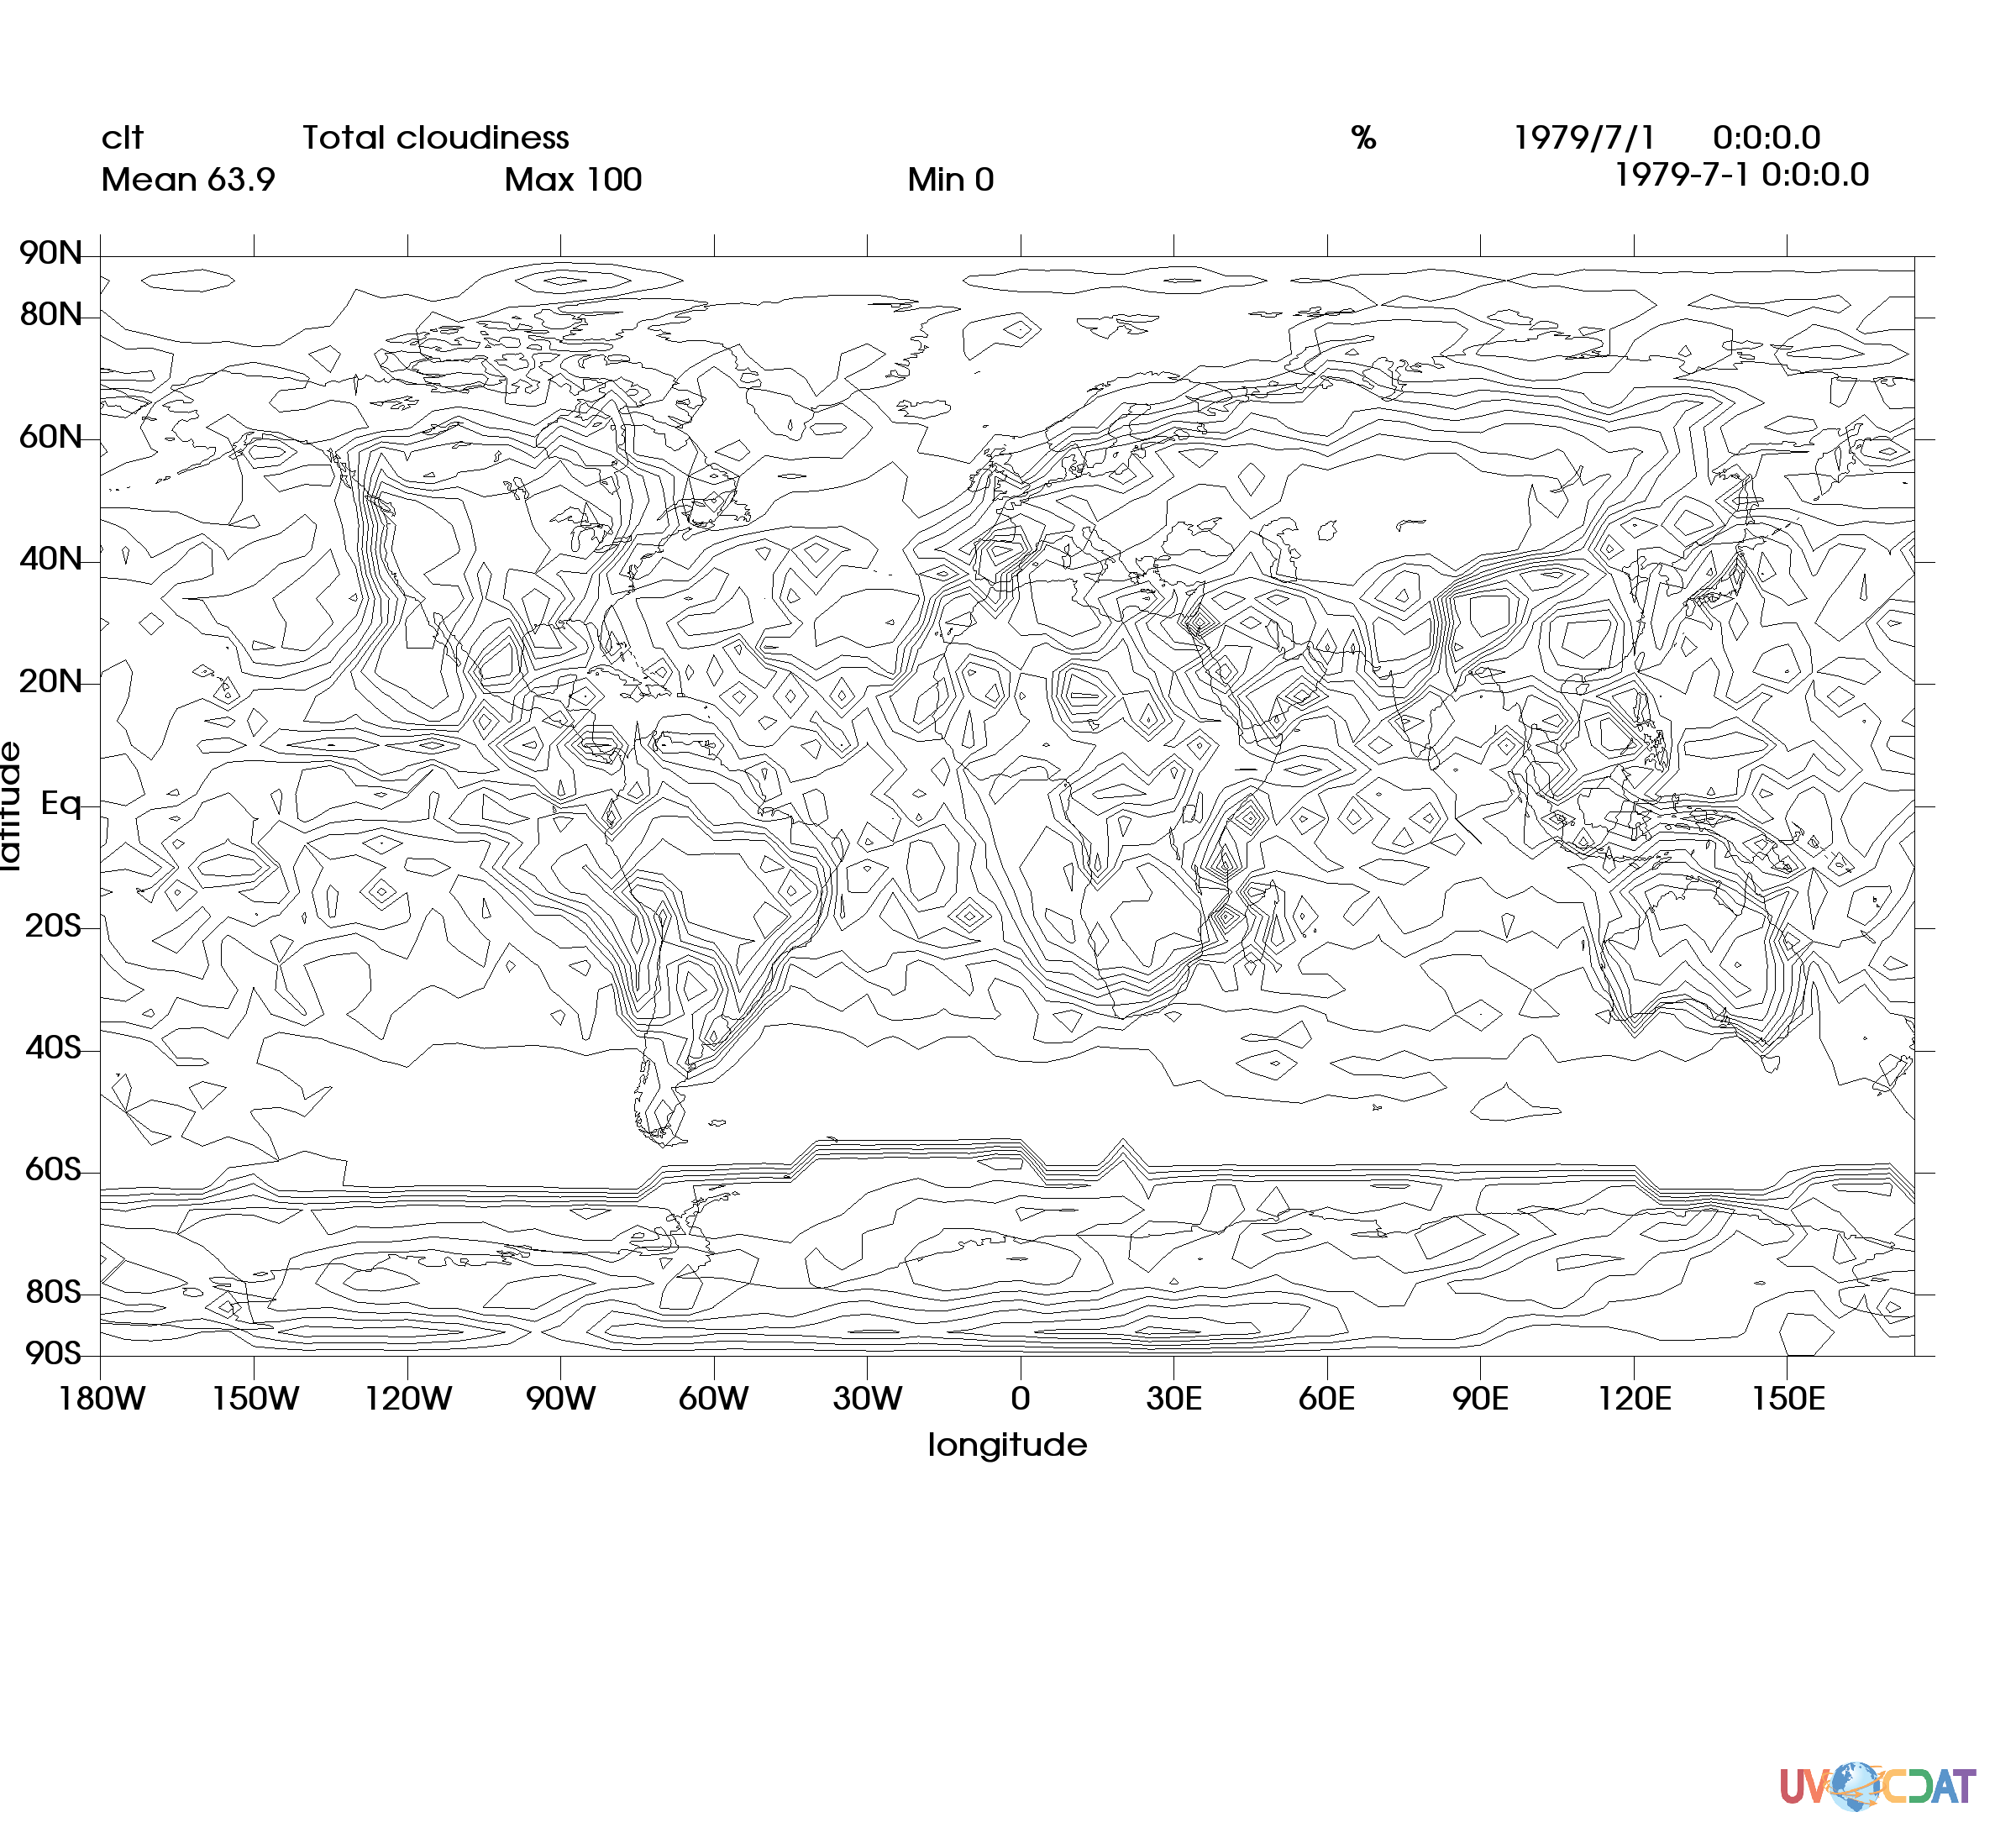 clt Total cloudiness % 1979/7/1 0:0:0.0
Mean 63.9 Max 100 Min 0 1979-7-1 0:0:0.0
90N
80N
60N
40N
20N
Eq
20S
40S
60S
80S
90S
latitude
180W 150W 120W 90W 60W 30W 0 30E 60E 90E 120E 150E
longitude
UV CDAT